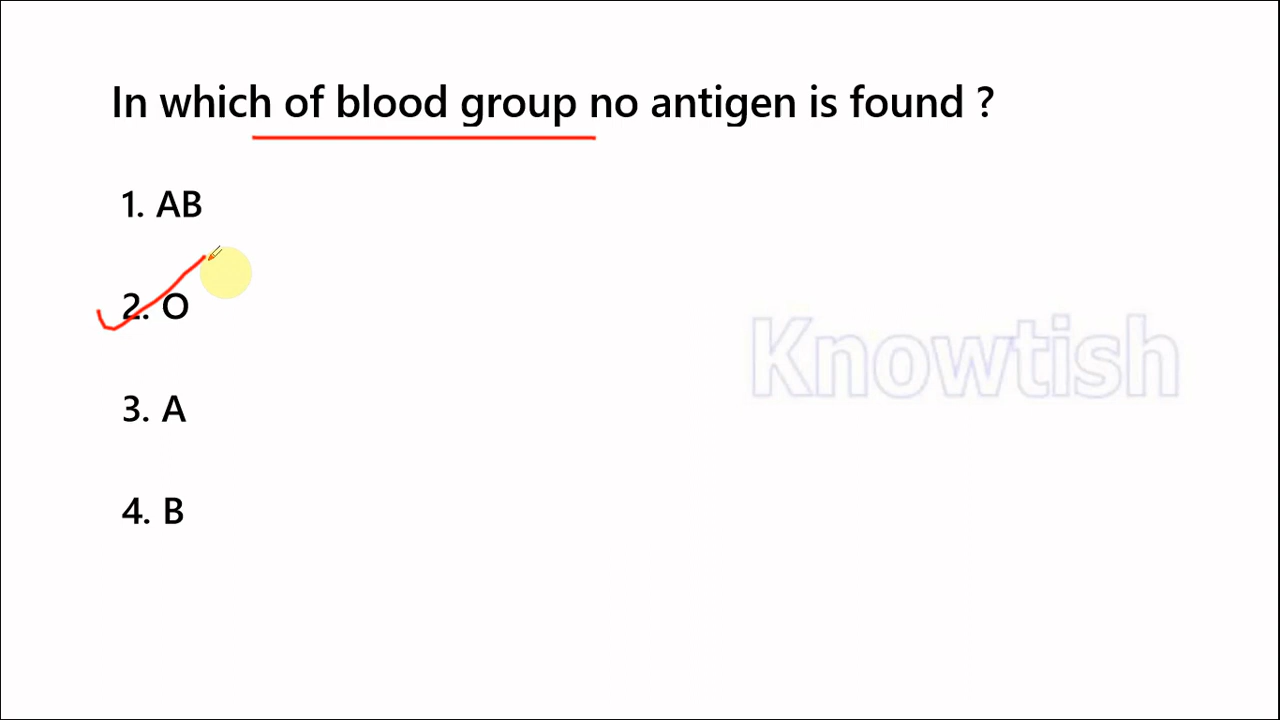 In which of blood group no antigen is found ?
1. AB
2. O
Knowtish
3. A
4. B